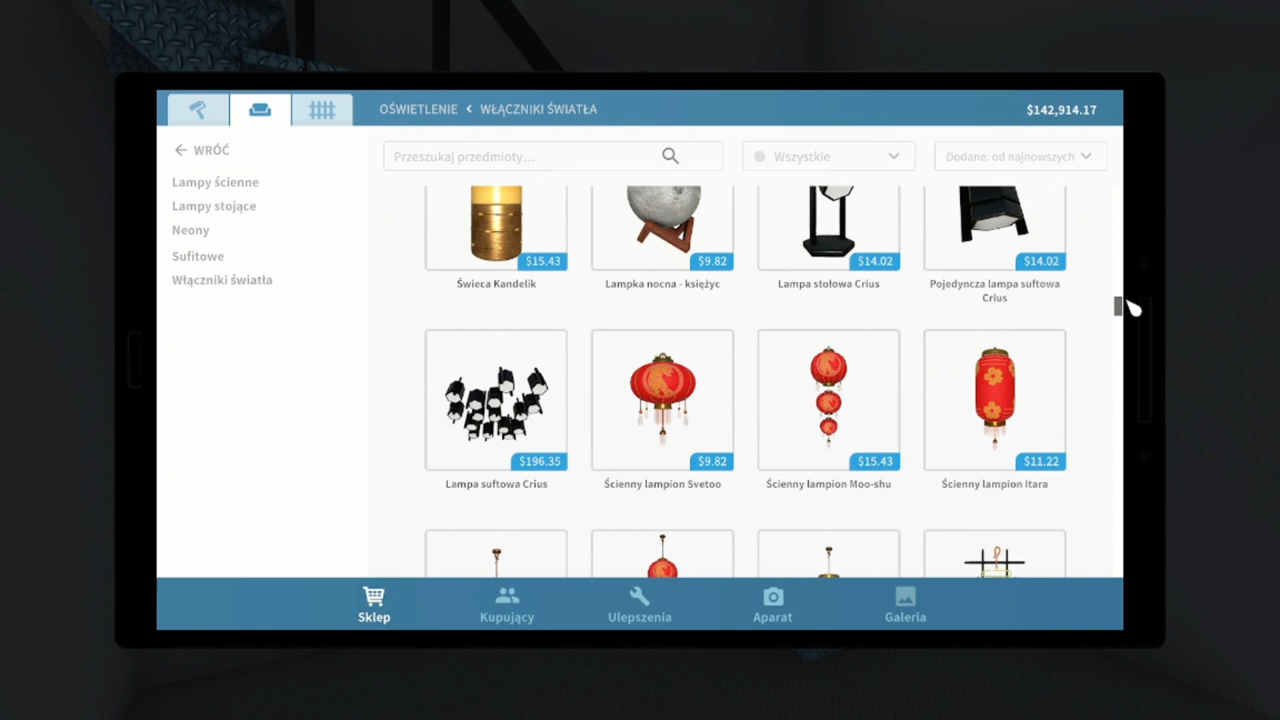 OŚWIETLENIE < WŁĄCZNIKI ŚWIATŁA
$142,914.17
WRÓĆ
Przeszukaj przedmioty...
Wszystkie
Dodane: od najnowszych
Lampy ścienne
Lampy stojące
Neony
Sufitowe
Włączniki światła
$15.43
$9.82
$14.02
$14.02
Świeca Kandelik
Lampka nocna - księżyc
Lampa stołowa Crius
Pojedyncza lampa suftowa
Crius
$196.35
$9.82
$15.43
$11.22
Lampa suftowa Crius
Ścienny lampion Svetoo
Ścienny lampion Moo-shu
Ścienny lampion Itara
Sklep
Kupujący
Ulepszenia
Aparat
Galeria